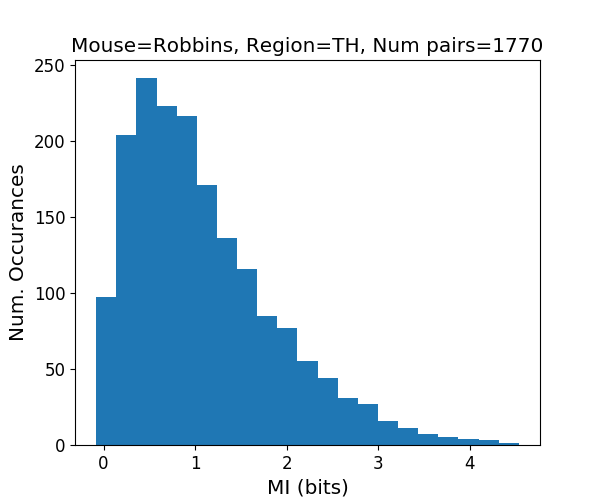 Mouse=Robbins, Region=TH, Num pairs=1770
250
200
150
100
50
0
Num. Occurances
0 1 2 3 4
MI (bits)